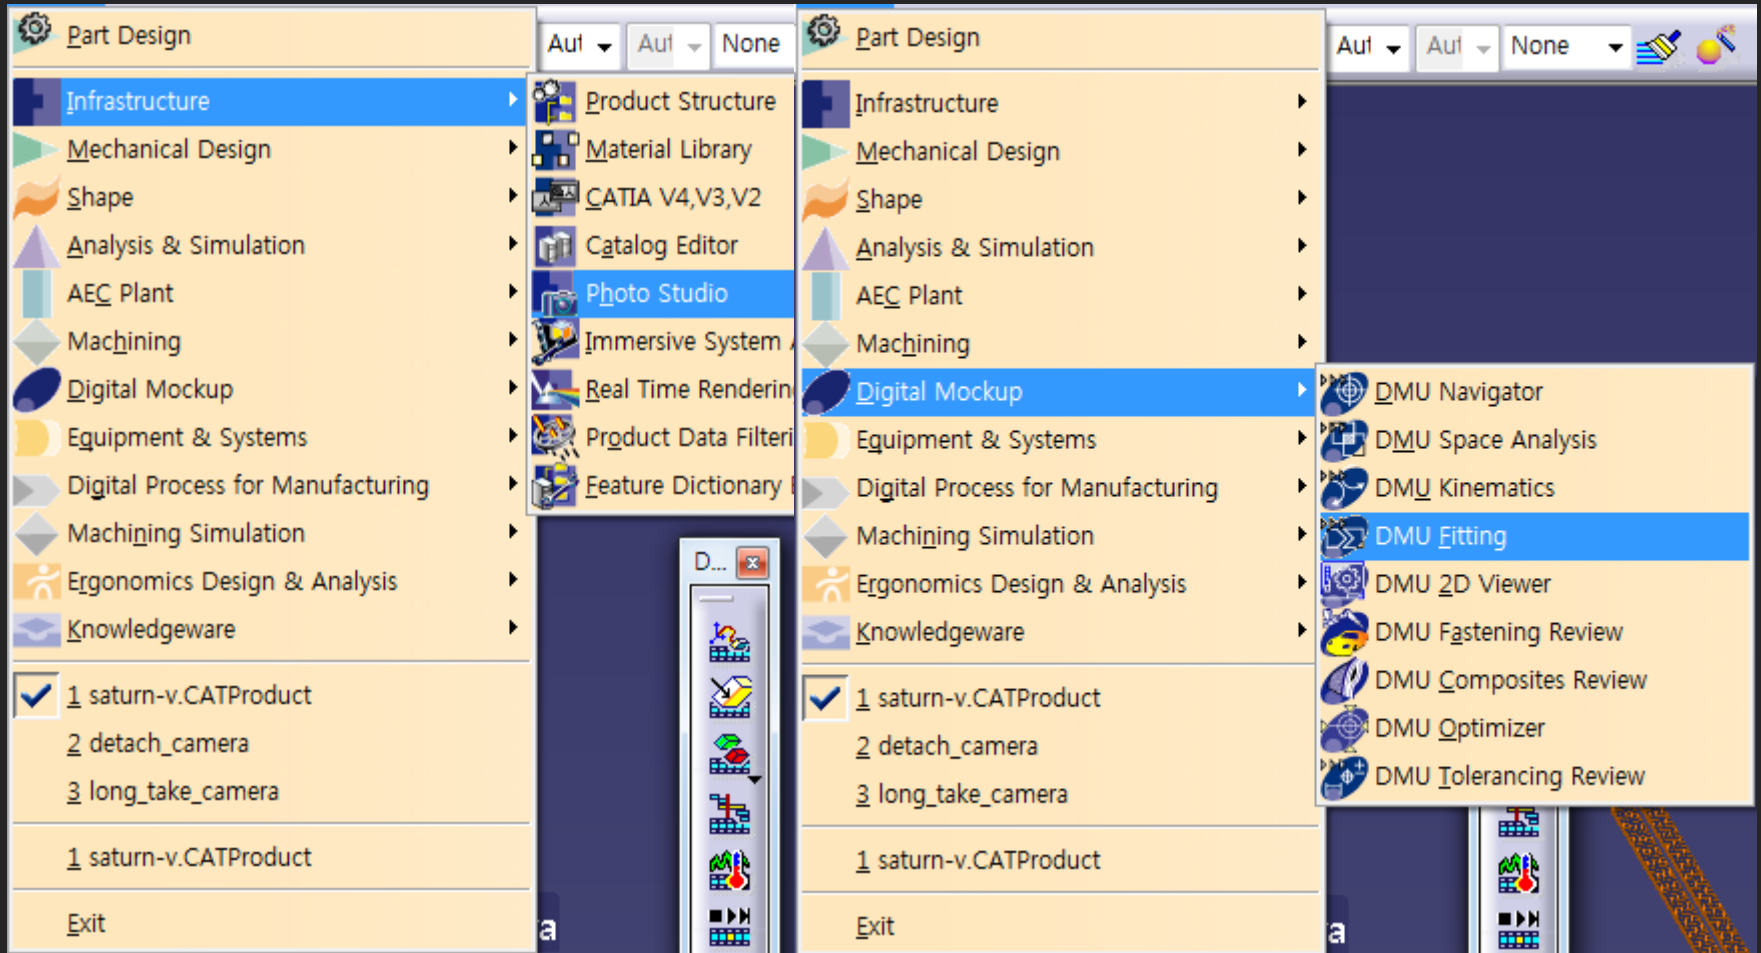 Part Design
Infrastructure
Mechanical Design
Shape
Analysis & Simulation
AEC Plant
Machining
Digital Mockup
Equipment & Systems
Digital Process for Manufacturing
Machining Simulation
Ergonomics Design & Analysis
Knowledgeware
1 saturn-v.CATProduct
2 detach_camera
3 long_take_camera
1 saturn-v.CATProduct
Exit
Aut
Aut
None
Product Structure
Material Library
CATIA V4,V3,V2
Catalog Editor
Photo Studio
Immersive System
Real Time Renderin
Product Data Filteri
Feature Dictionary
D...
a
Part Design
Infrastructure
Mechanical Design
Shape
Analysis & Simulation
AEC Plant
Machining
Digital Mockup
Equipment & Systems
Digital Process for Manufacturing
Machining Simulation
Ergonomics Design & Analysis
Knowledgeware
1 saturn-v.CATProduct
2 detach_camera
3 long_take_camera
1 saturn-v.CATProduct
Exit
Aut
Aut
None
DMU Navigator
DMU Space Analysis
DMU Kinematics
DMU Fitting
DMU 2D Viewer
DMU Fastening Review
DMU Composites Review
DMU Optimizer
DMU Tolerancing Review
a